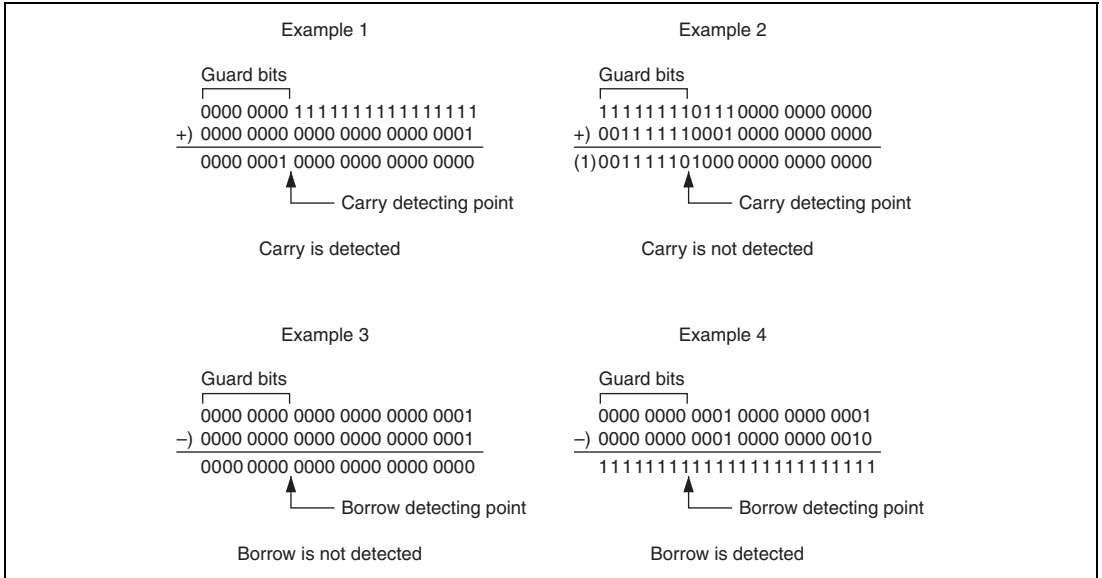 Example 1
Guard bits
0000 0000 1111111111111111
+) 0000 0000 0000 0000 0000 0001
0000 0001 0000 0000 0000 0000
Carry detecting point
Carry is detected
Example 2
Guard bits
111111110111 0000 0000 0000
+) 001111110001 0000 0000 0000
(1)001111101000 0000 0000 0000
Carry detecting point
Carry is not detected
Example 3
Guard bits
0000 0000 0000 0000 0000 0001
–) 0000 0000 0000 0000 0000 0001
0000 0000 0000 0000 0000 0000
Borrow detecting point
Borrow is not detected
Example 4
Guard bits
0000 0000 0001 0000 0000 0001
–) 0000 0000 0001 0000 0000 0010
111111111111111111111111
Borrow detecting point
Borrow is detected